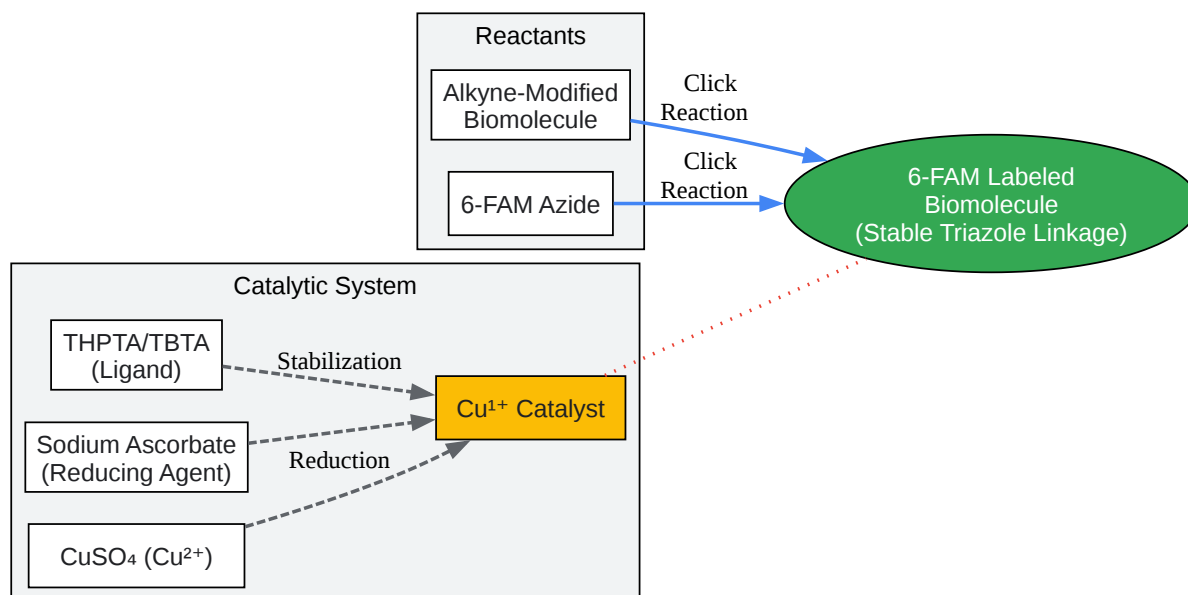 Reactants
Alkyne-Modified
Biomolecule
Click
Reaction
6-FAM Azide
Click
Reaction
6-FAM Labeled
Biomolecule
(Stable Triazole Linkage)
Catalytic System
THPTA/TBTA
(Ligand)
Stabilization
Cu¹⁺ Catalyst
Sodium Ascorbate
(Reducing Agent)
Reduction
CuSO₄ (Cu²⁺)